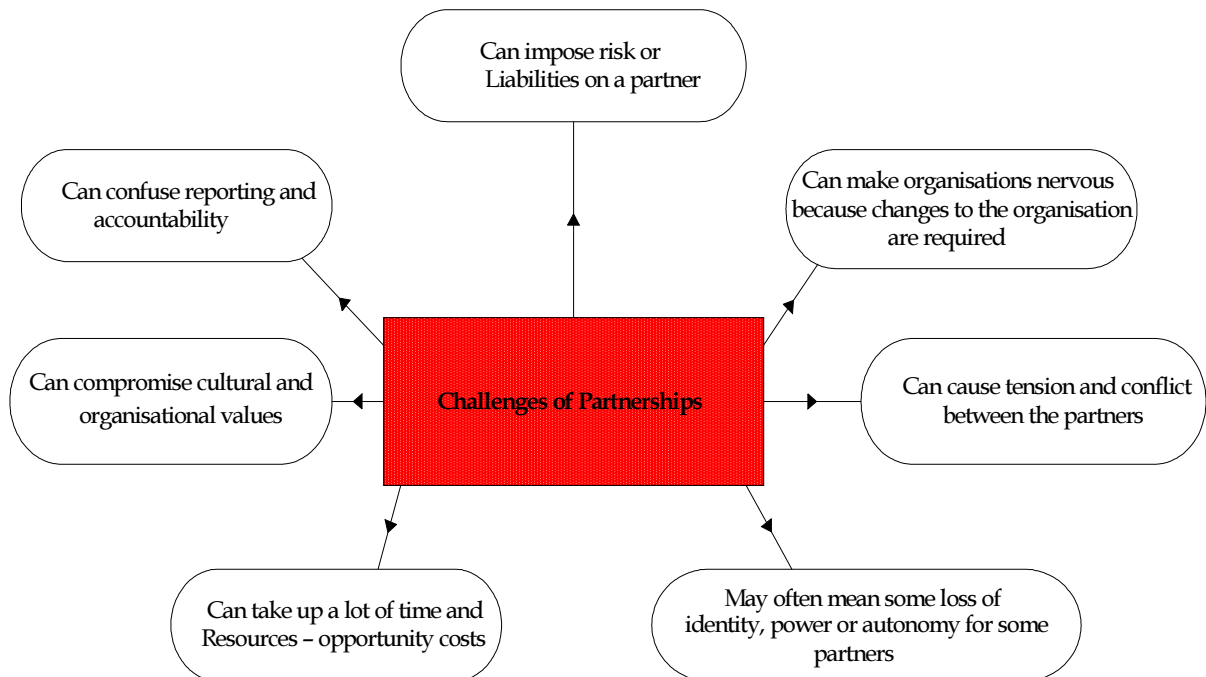 Can impose risk or
Liabilities on a partner
Can confuse reporting and
accountability
Can make organisations nervous
because changes to the organisation
are required
Can compromise cultural and
organisational values
Challenges of Partnerships
Can cause tension and conflict
between the partners
Can take up a lot of time and
Resources – opportunity costs
May often mean some loss of
identity, power or autonomy for some
partners